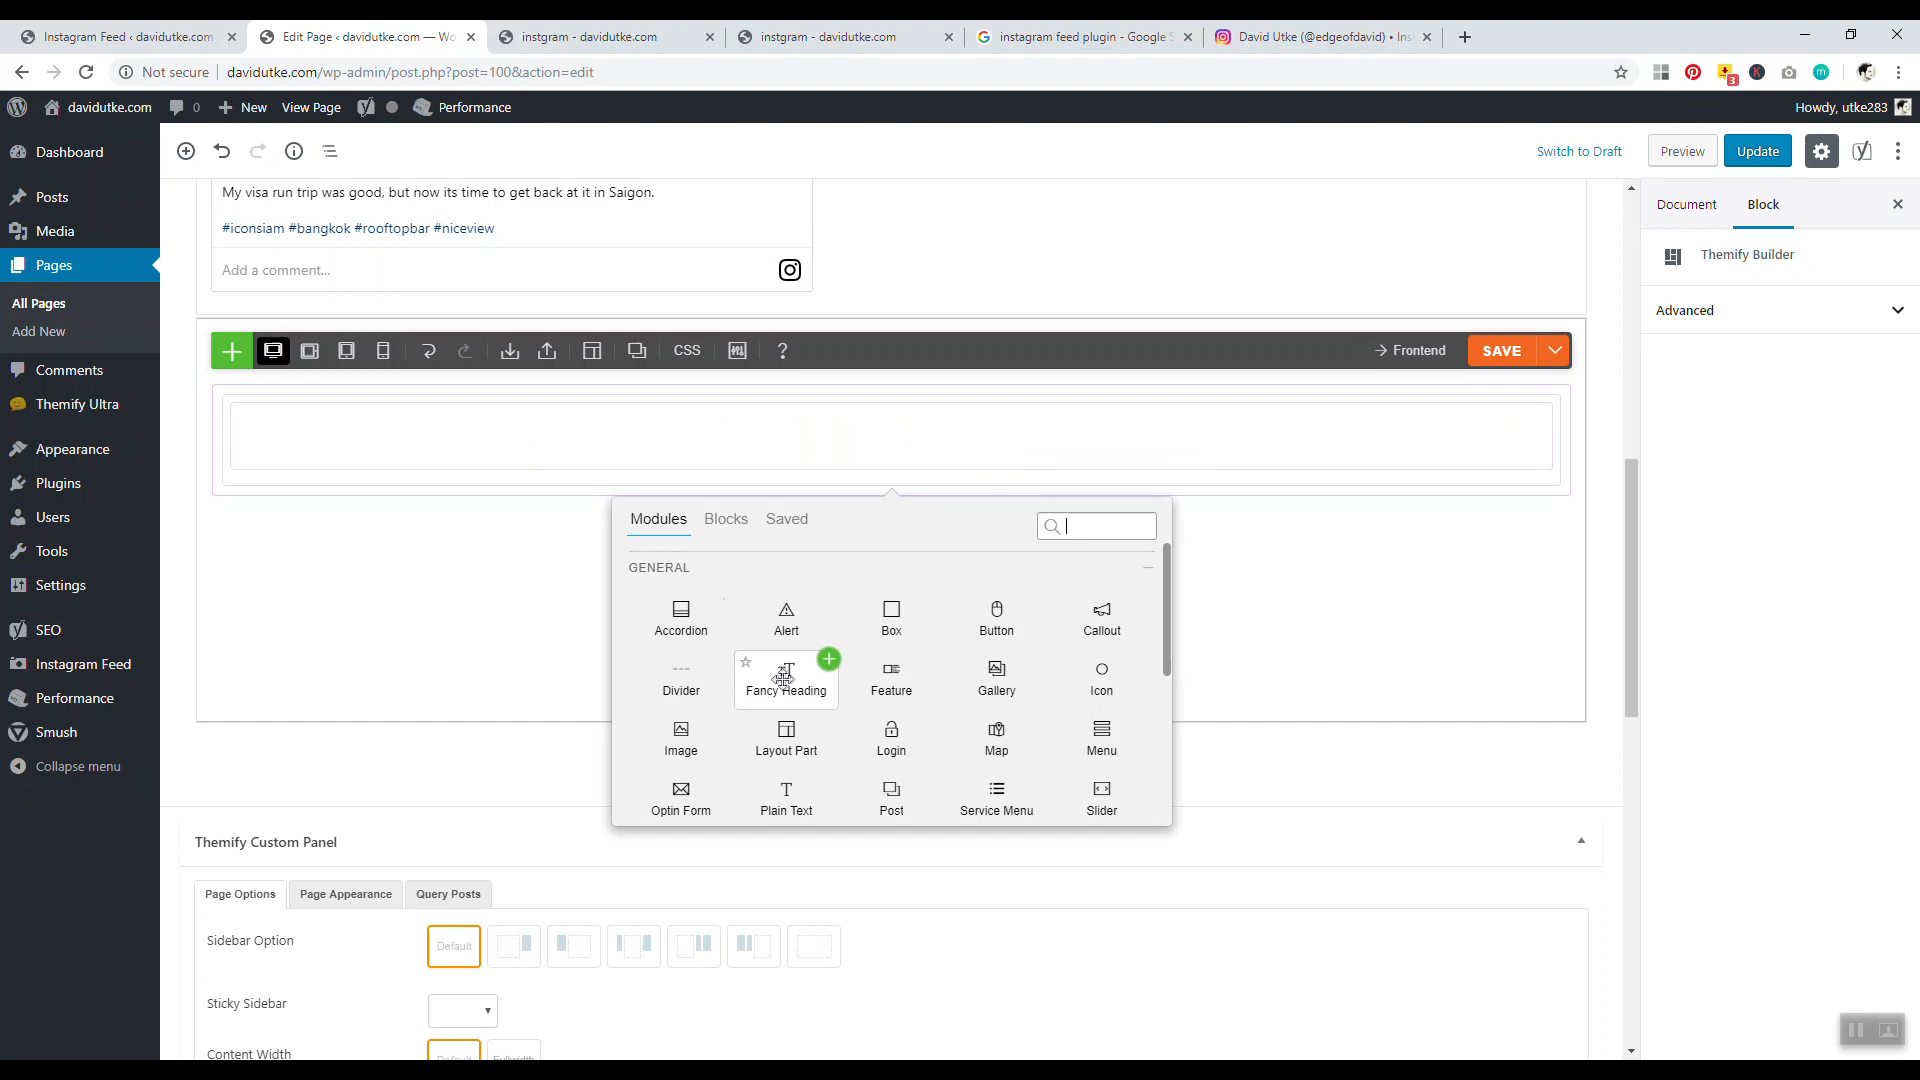 Instagram Feed ‹ davidutke.com
Edit Page ‹ davidutke.com — Wo
instgram - davidutke.com
instgram - davidutke.com
instagram feed plugin - Google S
David Utke (@edgeofdavid) • Ins
Not secure
davidutke.com/wp-admin/post.php?post=100&action=edit
3
K
m
davidutke.com
0
New
View Page
Performance
Howdy, utke283
Dashboard
Posts
Media
Pages
All Pages
Add New
Comments
Themify Ultra
Appearance
Plugins
Users
Tools
Settings
SEO
Instagram Feed
Performance
Smush
Collapse menu
Switch to Draft
Preview
Update
My visa run trip was good, but now its time to get back at it in Saigon.
#iconsiam #bangkok #rooftopbar #niceview
Add a comment...
CSS
?
Frontend
SAVE
Modules
Blocks
Saved
GENERAL
Accordion
Alert
Box
Button
Callout
Divider
Fancy Heading
Feature
Gallery
Icon
Image
Layout Part
Login
Map
Menu
Optin Form
Plain Text
Post
Service Menu
Slider
Themify Custom Panel
Page Options
Page Appearance
Query Posts
Sidebar Option
Default
Sticky Sidebar
Content Width
Default
Fullwidth
Document
Block
Themify Builder
Advanced